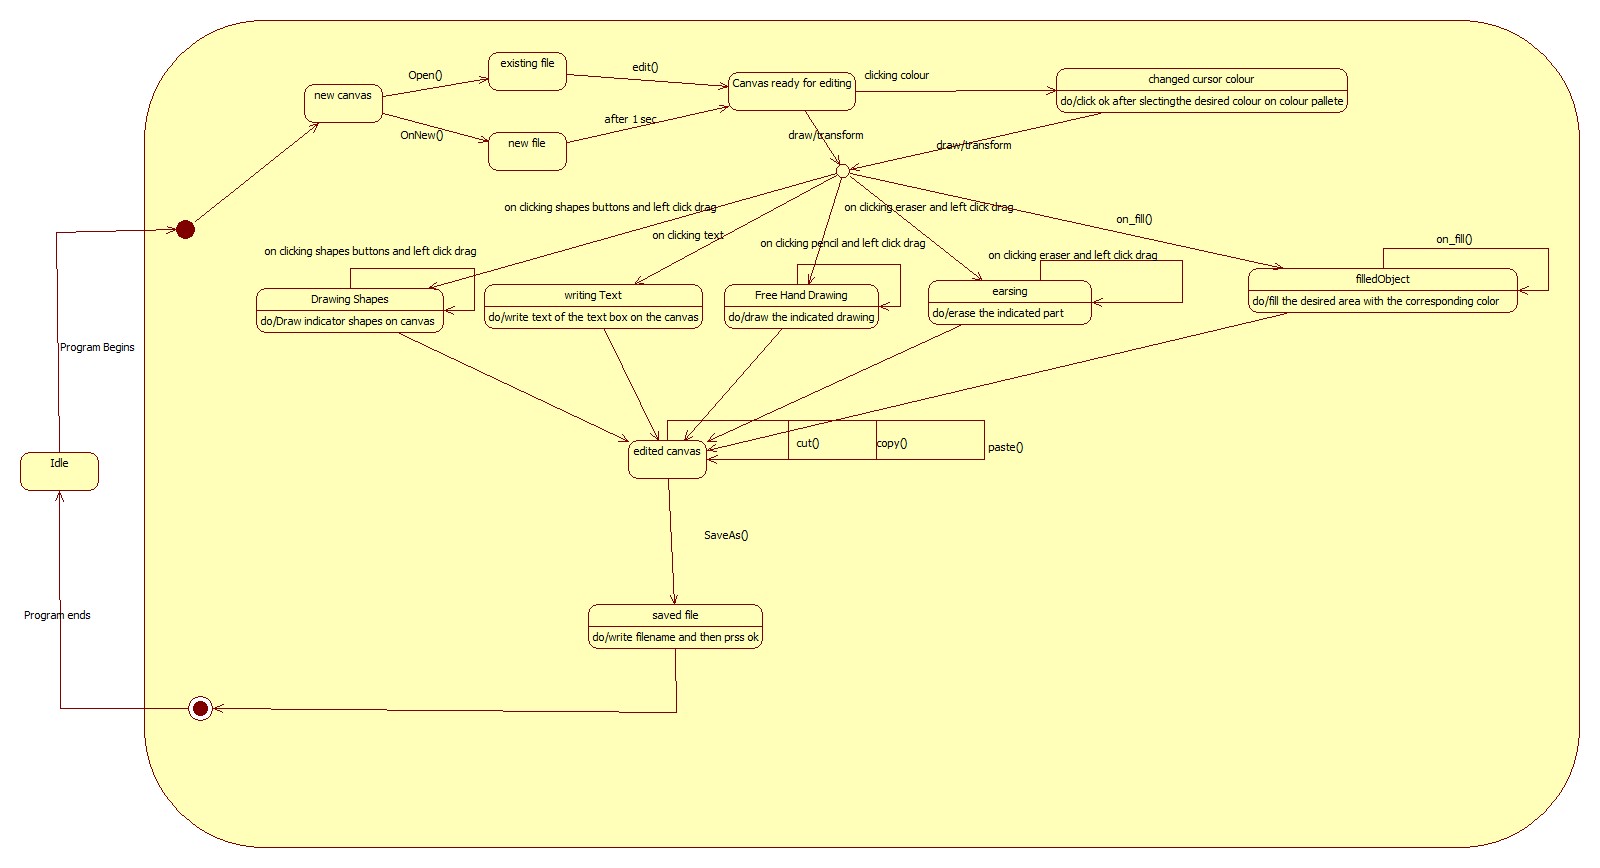 existing file
Open()
edit()
new canvas
Canvas ready for editing
clicking colour
changed cursor colour
do/click ok after slectingthe desired colour on colour pallete
after 1 sec
OnNew()
new file
draw/transform
draw/transform
on clicking shapes buttons and left click drag
on clicking eraser and left click drag
on_fill()
on clicking text
on clicking pencil and left click drag
on_fill()
on clicking shapes buttons and left click drag
on clicking eraser and left click drag
Drawing Shapes
do/Draw indicator shapes on canvas
writing Text
do/write text of the text box on the canvas
Free Hand Drawing
do/draw the indicated drawing
earsing
do/erase the indicated part
filledObject
do/fill the desired area with the corresponding color
Program Begins
edited canvas
cut()
copy()
paste()
Idle
SaveAs()
saved file
do/write filename and then prss ok
Program ends